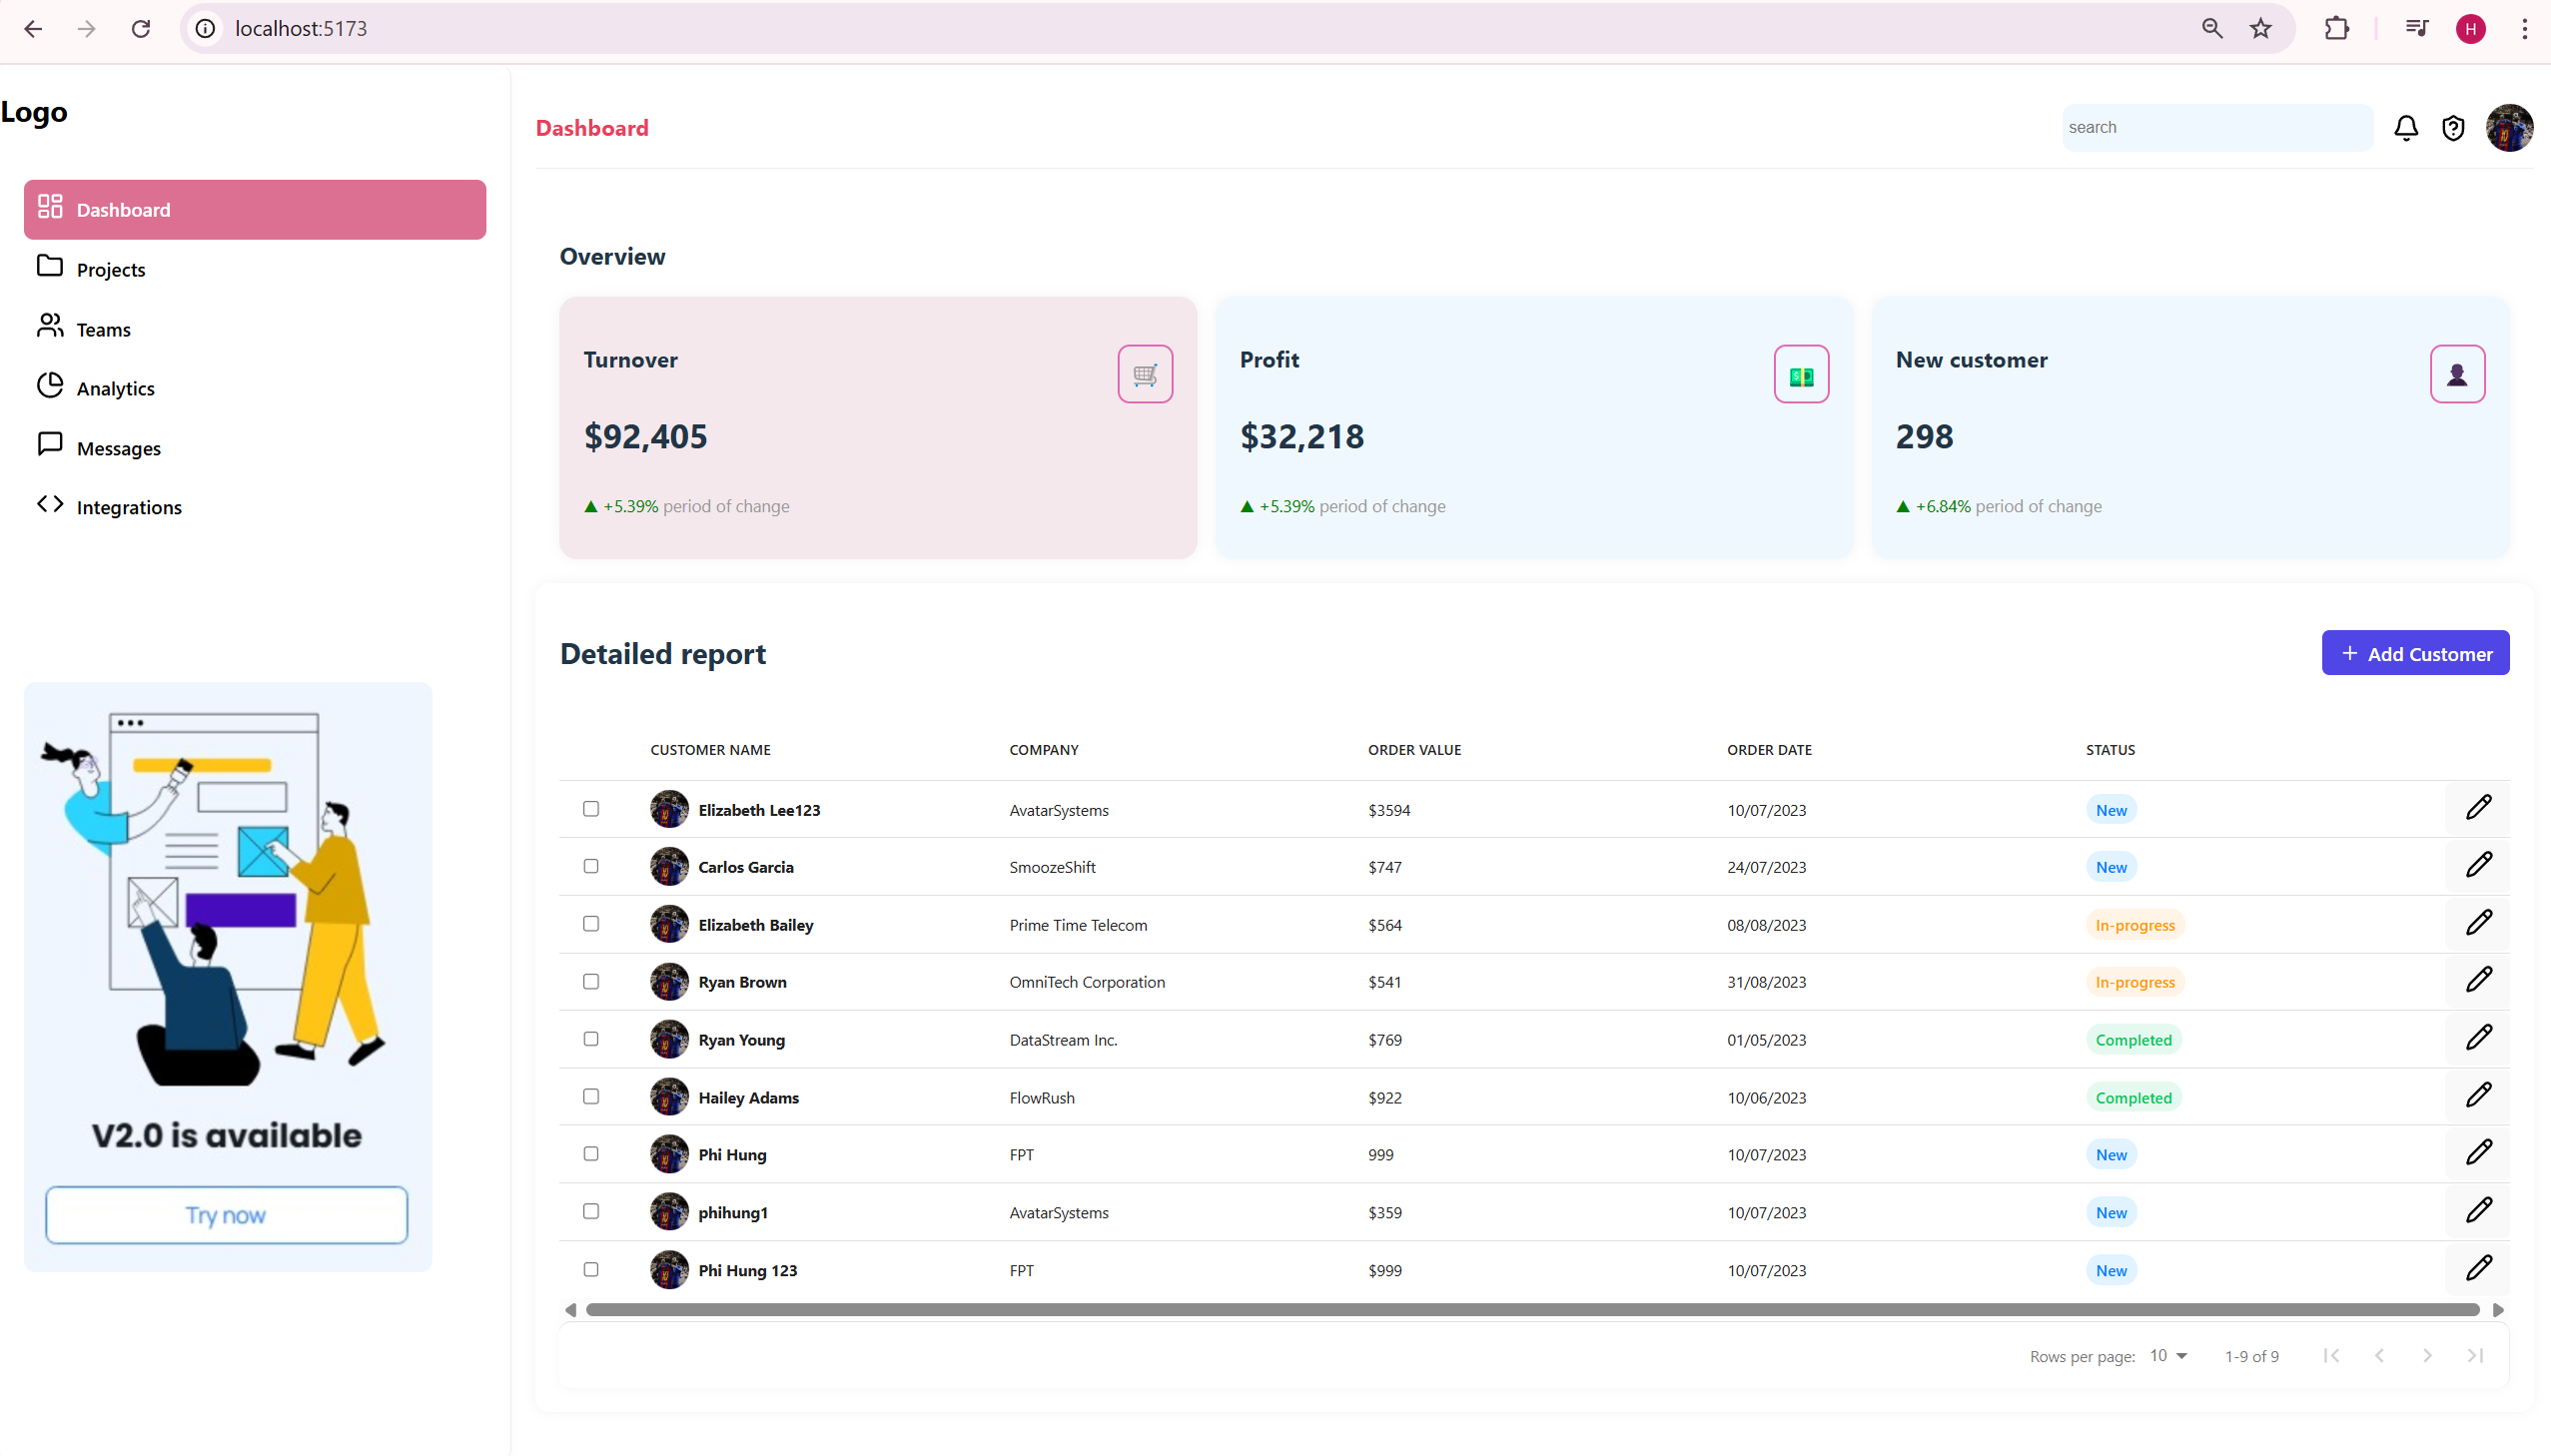 localhost:5173
H
Logo
Dashboard
Projects
Teams
Analytics
Messages
Integrations
V2.0 is available
Try now
Dashboard
search
Overview
Turnover
$92,405
▲ +5.39% period of change
Profit
$32,218
▲ +5.39% period of change
New customer
298
▲ +6.84% period of change
Detailed report
+ Add Customer
CUSTOMER NAME COMPANY ORDER VALUE ORDER DATE STATUS
Elizabeth Lee123 AvatarSystems $3594 10/07/2023 New
Carlos Garcia SmoozeShift $747 24/07/2023 New
Elizabeth Bailey Prime Time Telecom $564 08/08/2023 In-progress
Ryan Brown OmniTech Corporation $541 31/08/2023 In-progress
Ryan Young DataStream Inc. $769 01/05/2023 Completed
Hailey Adams FlowRush $922 10/06/2023 Completed
Phi Hung FPT 999 10/07/2023 New
phihung1 AvatarSystems $359 10/07/2023 New
Phi Hung 123 FPT $999 10/07/2023 New
Rows per page: 10 1-9 of 9